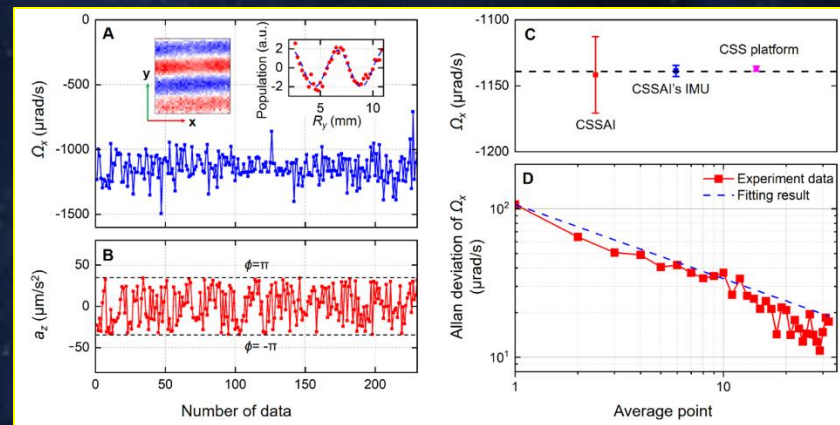 A
0
-500
-1000
-1500
Ωx (μrad/s)
y
x
Population (a.u.)
2
0
-2
5
10
Ry (mm)
B
50
0
-50
az (μm/s²)
ϕ=π
ϕ= -π
0
50
100
150
200
Number of data
C
-1100
-1150
-1200
Ωx (μrad/s)
CSSAI
CSSAI's IMU
CSS platform
D
Experiment data
Fitting result
10²
10¹
Allan deviation of Ωx
(μrad/s)
1
10
Average point